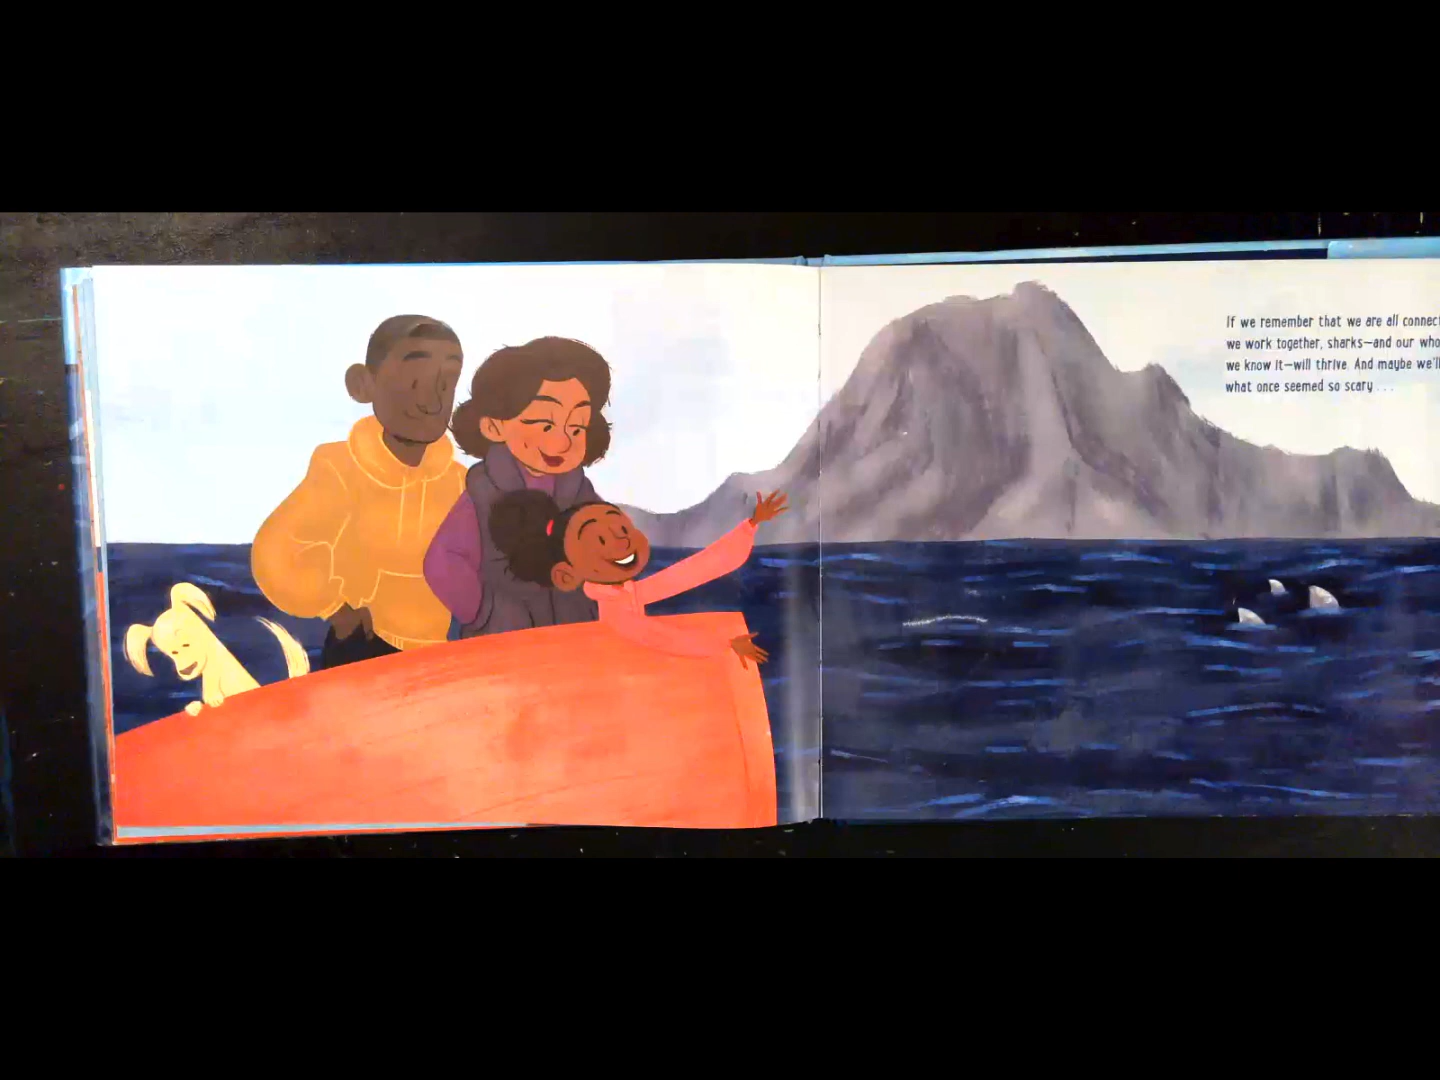 If we remember that we are all connect
we work together, sharks—and our who
we know it—will thrive. And maybe we'll
what once seemed so scary . . .